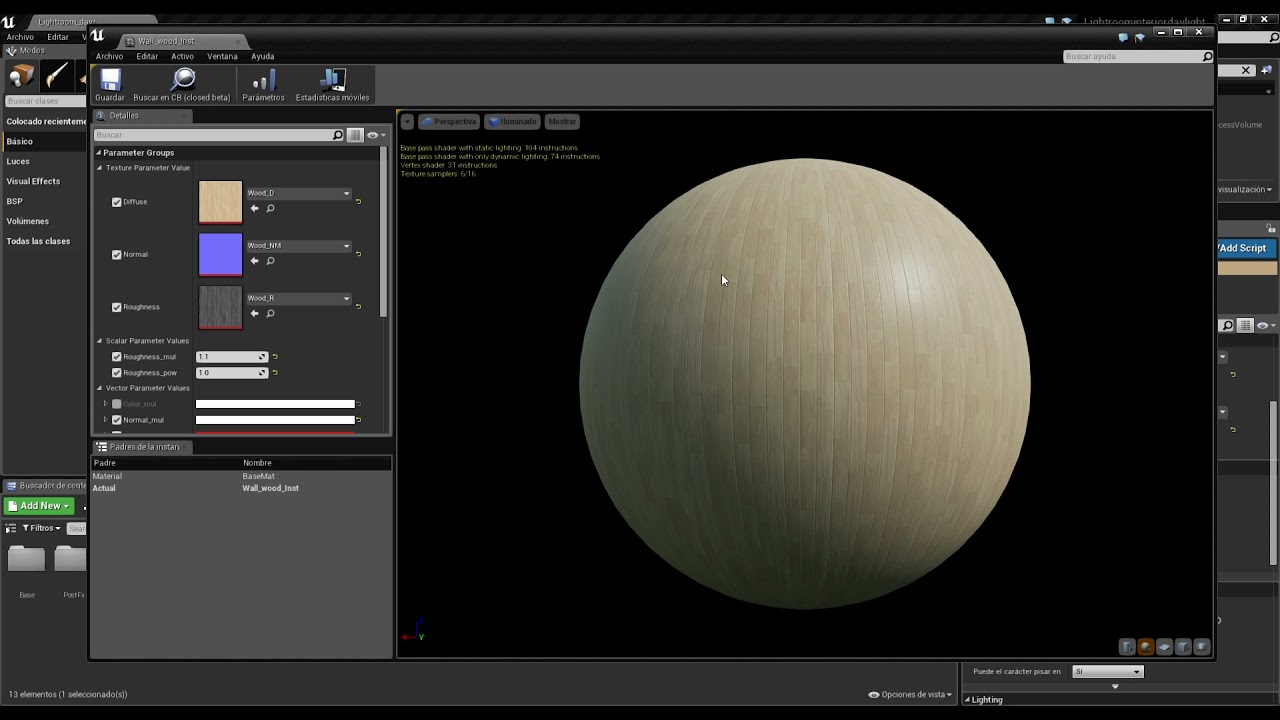 Lightroom_day
Lightroominteriordaylight
Archivo Editar
Modes
Buscar clases
Colocado recienteme
Básico
Luces
Visual Effects
BSP
Volúmenes
Todas las clases
Wall_wood_Inst
Archivo Editar Activo Ventana Ayuda
Buscar ayuda
Guardar Buscar en CB (closed beta) Parámetros Estadísticas móviles
Detalles
Buscar
Parameter Groups
Texture Parameter Value
Diffuse Wood_D
Normal Wood_NM
Roughness Wood_R
Scalar Parameter Values
Roughness_mul 1.1
Roughness_pow 1.0
Vector Parameter Values
Color_mul
Normal_mul
Padres de la instan
Padre Nombre
Material BaseMat
Actual Wall_wood_Inst
Perspectiva Iluminado Mostrar
Base pass shader with static lighting: 104 instructions
Base pass shader with only dynamic lighting: 74 instructions
Vertex shader: 31 instructions
Texture samplers: 6/16
Z
Y
cessVolume
visualización
/Add Script
Buscador de conte
Add New
Filtros Sear
Base PostFx
13 elementos (1 seleccionado(s))
Opciones de vista
Puede el carácter pisar en Sí
Lighting